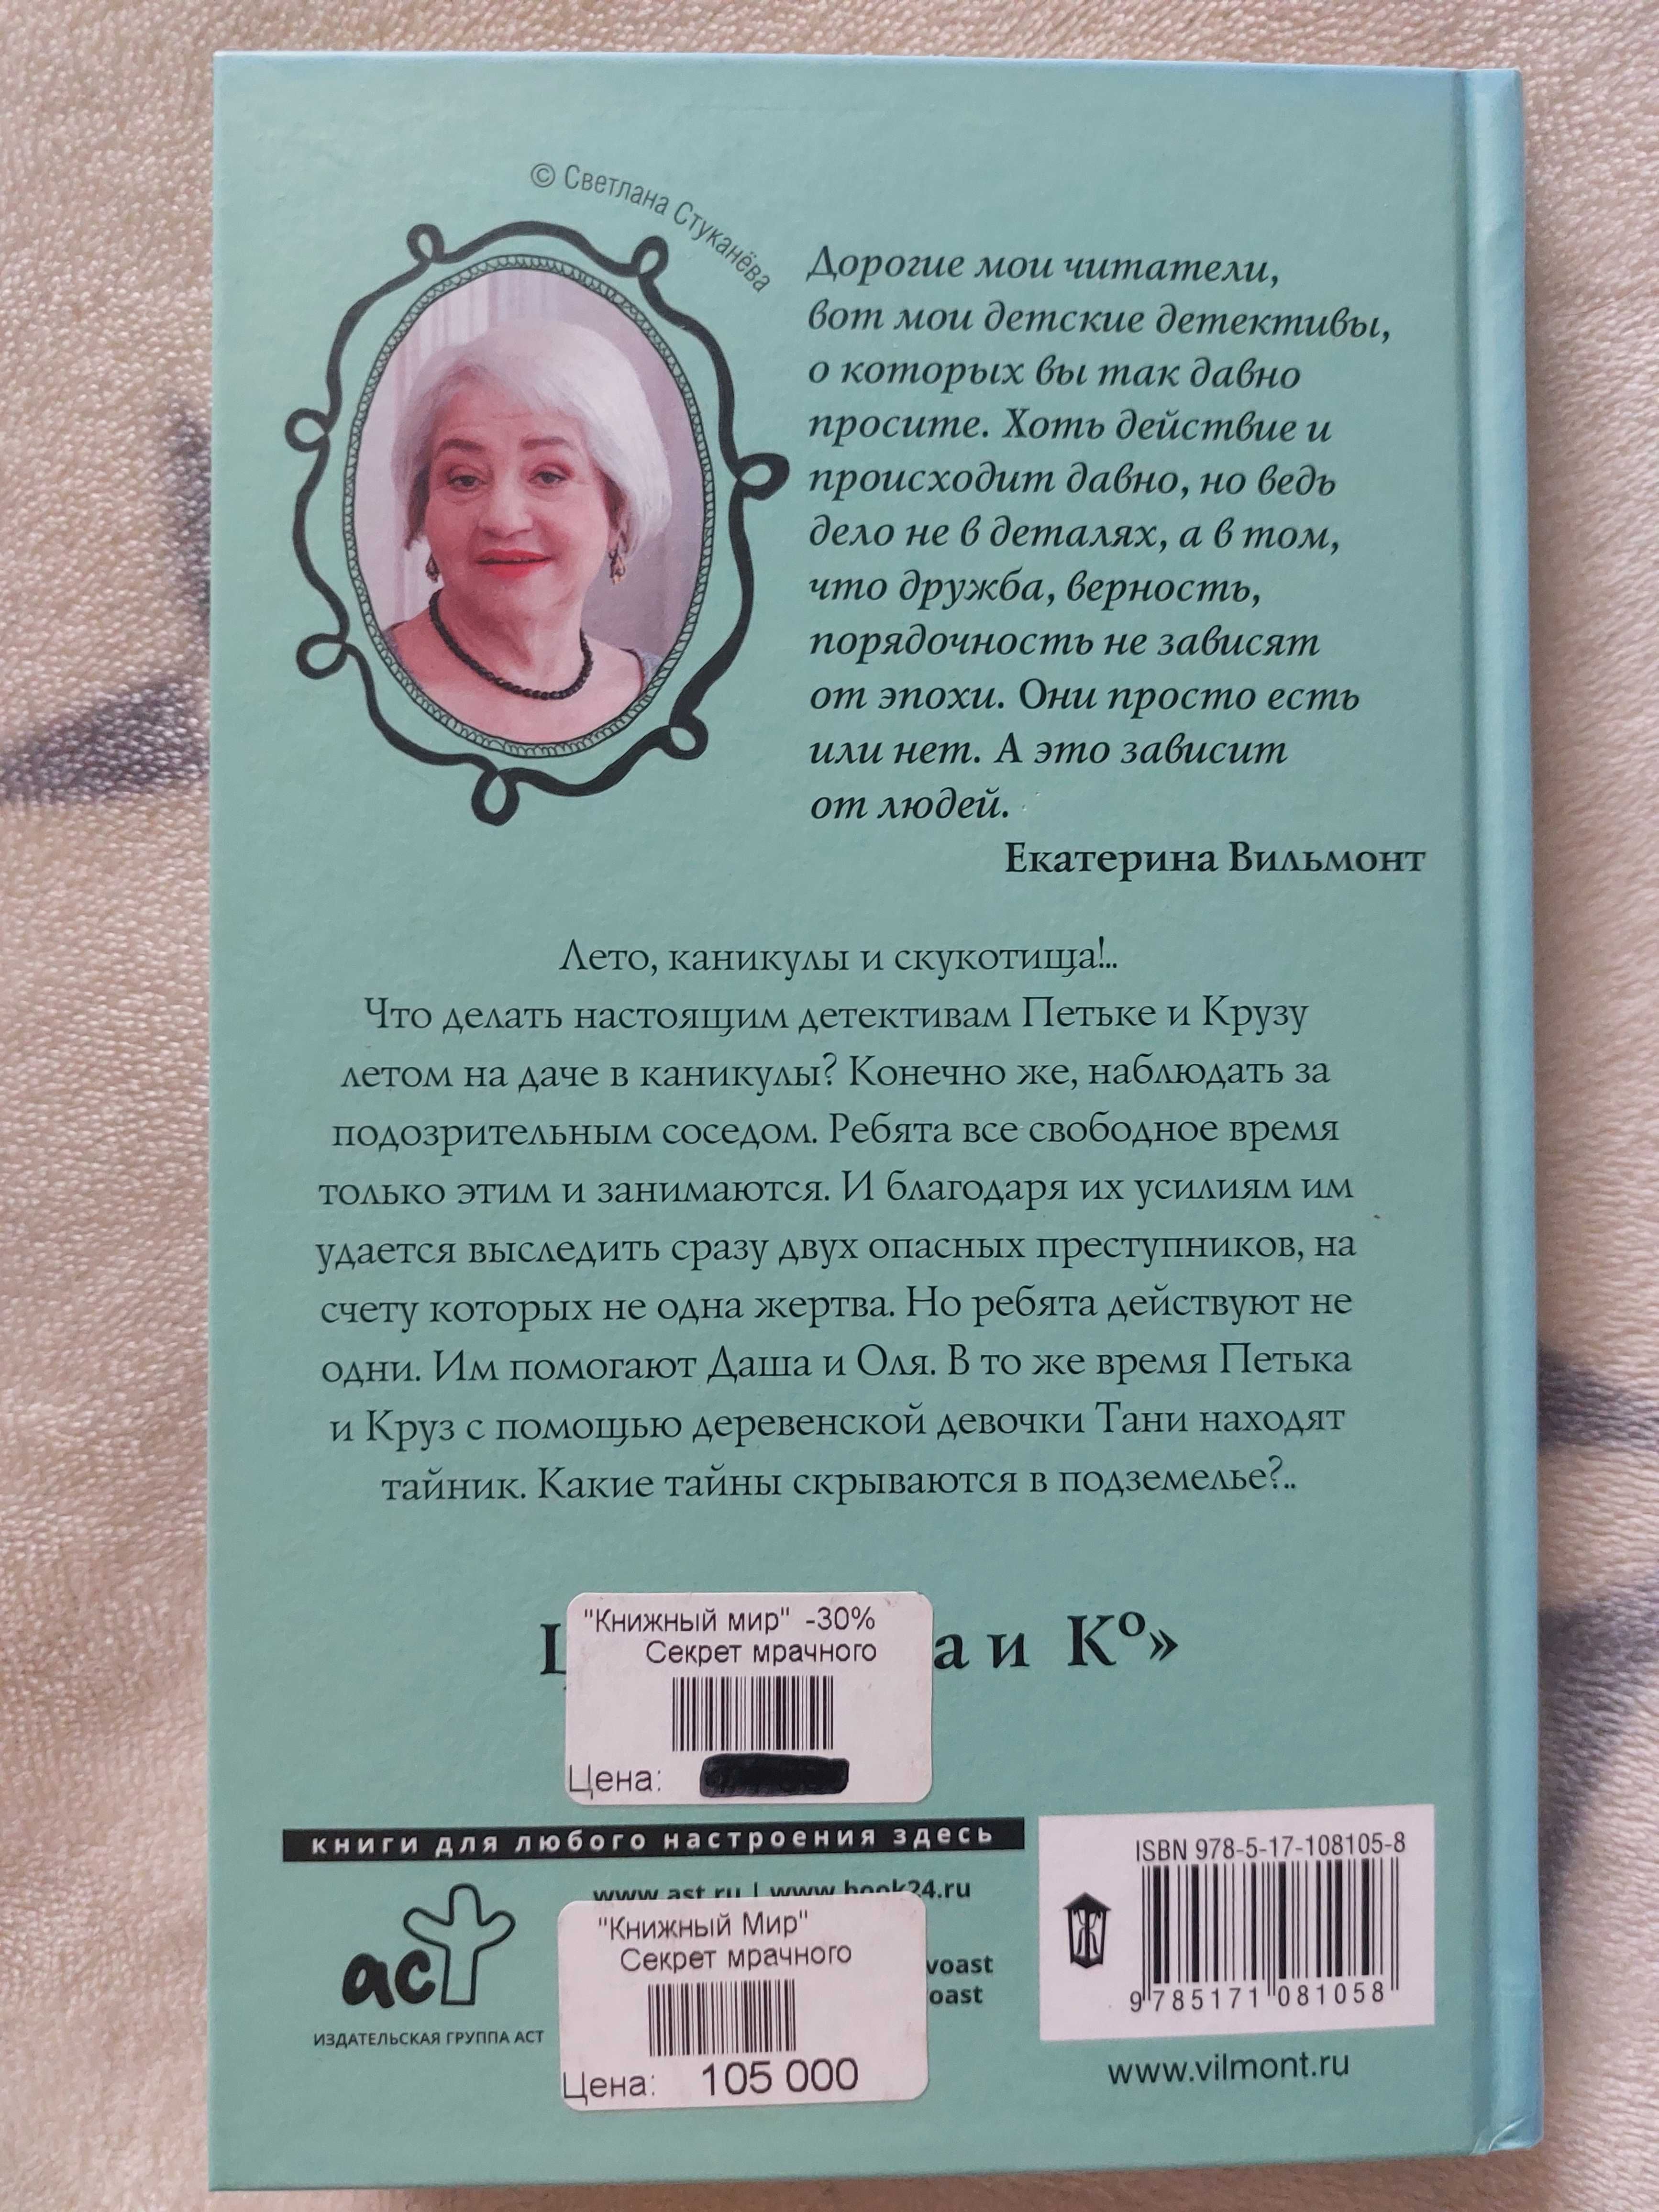 © Светлана Стуканёва
Дорогие мои читатели,
вот мои детские детективы,
о которых вы так давно
просите. Хоть действие и
происходит давно, но ведь
дело не в деталях, а в том,
что дружба, верность,
порядочность не зависят
от эпохи. Они просто есть
или нет. А это зависит
от людей.
Екатерина Вильмонт
Лето, каникулы и скукотища!..
Что делать настоящим детективам Петьке и Крузу
летом на даче в каникулы? Конечно же, наблюдать за
подозрительным соседом. Ребята все свободное время
только этим и занимаются. И благодаря их усилиям им
удается выследить сразу двух опасных преступников, на
счету которых не одна жертва. Но ребята действуют не
одни. Им помогают Даша и Оля. В то же время Петька
и Круз с помощью деревенской девочки Тани находят
тайник. Какие тайны скрываются в подземелье?..
а и Кº»
"Книжный мир" -30%
Секрет мрачного
Цена:
книги для любого настроения здесь
www.ast.ru | www.book24.ru
voast
oast
аст
ИЗДАТЕЛЬСКАЯ ГРУППА АСТ
"Книжный Мир"
Секрет мрачного
Цена: 105 000
ISBN 978-5-17-108105-8
Ж
9 785171 081058
www.vilmont.ru